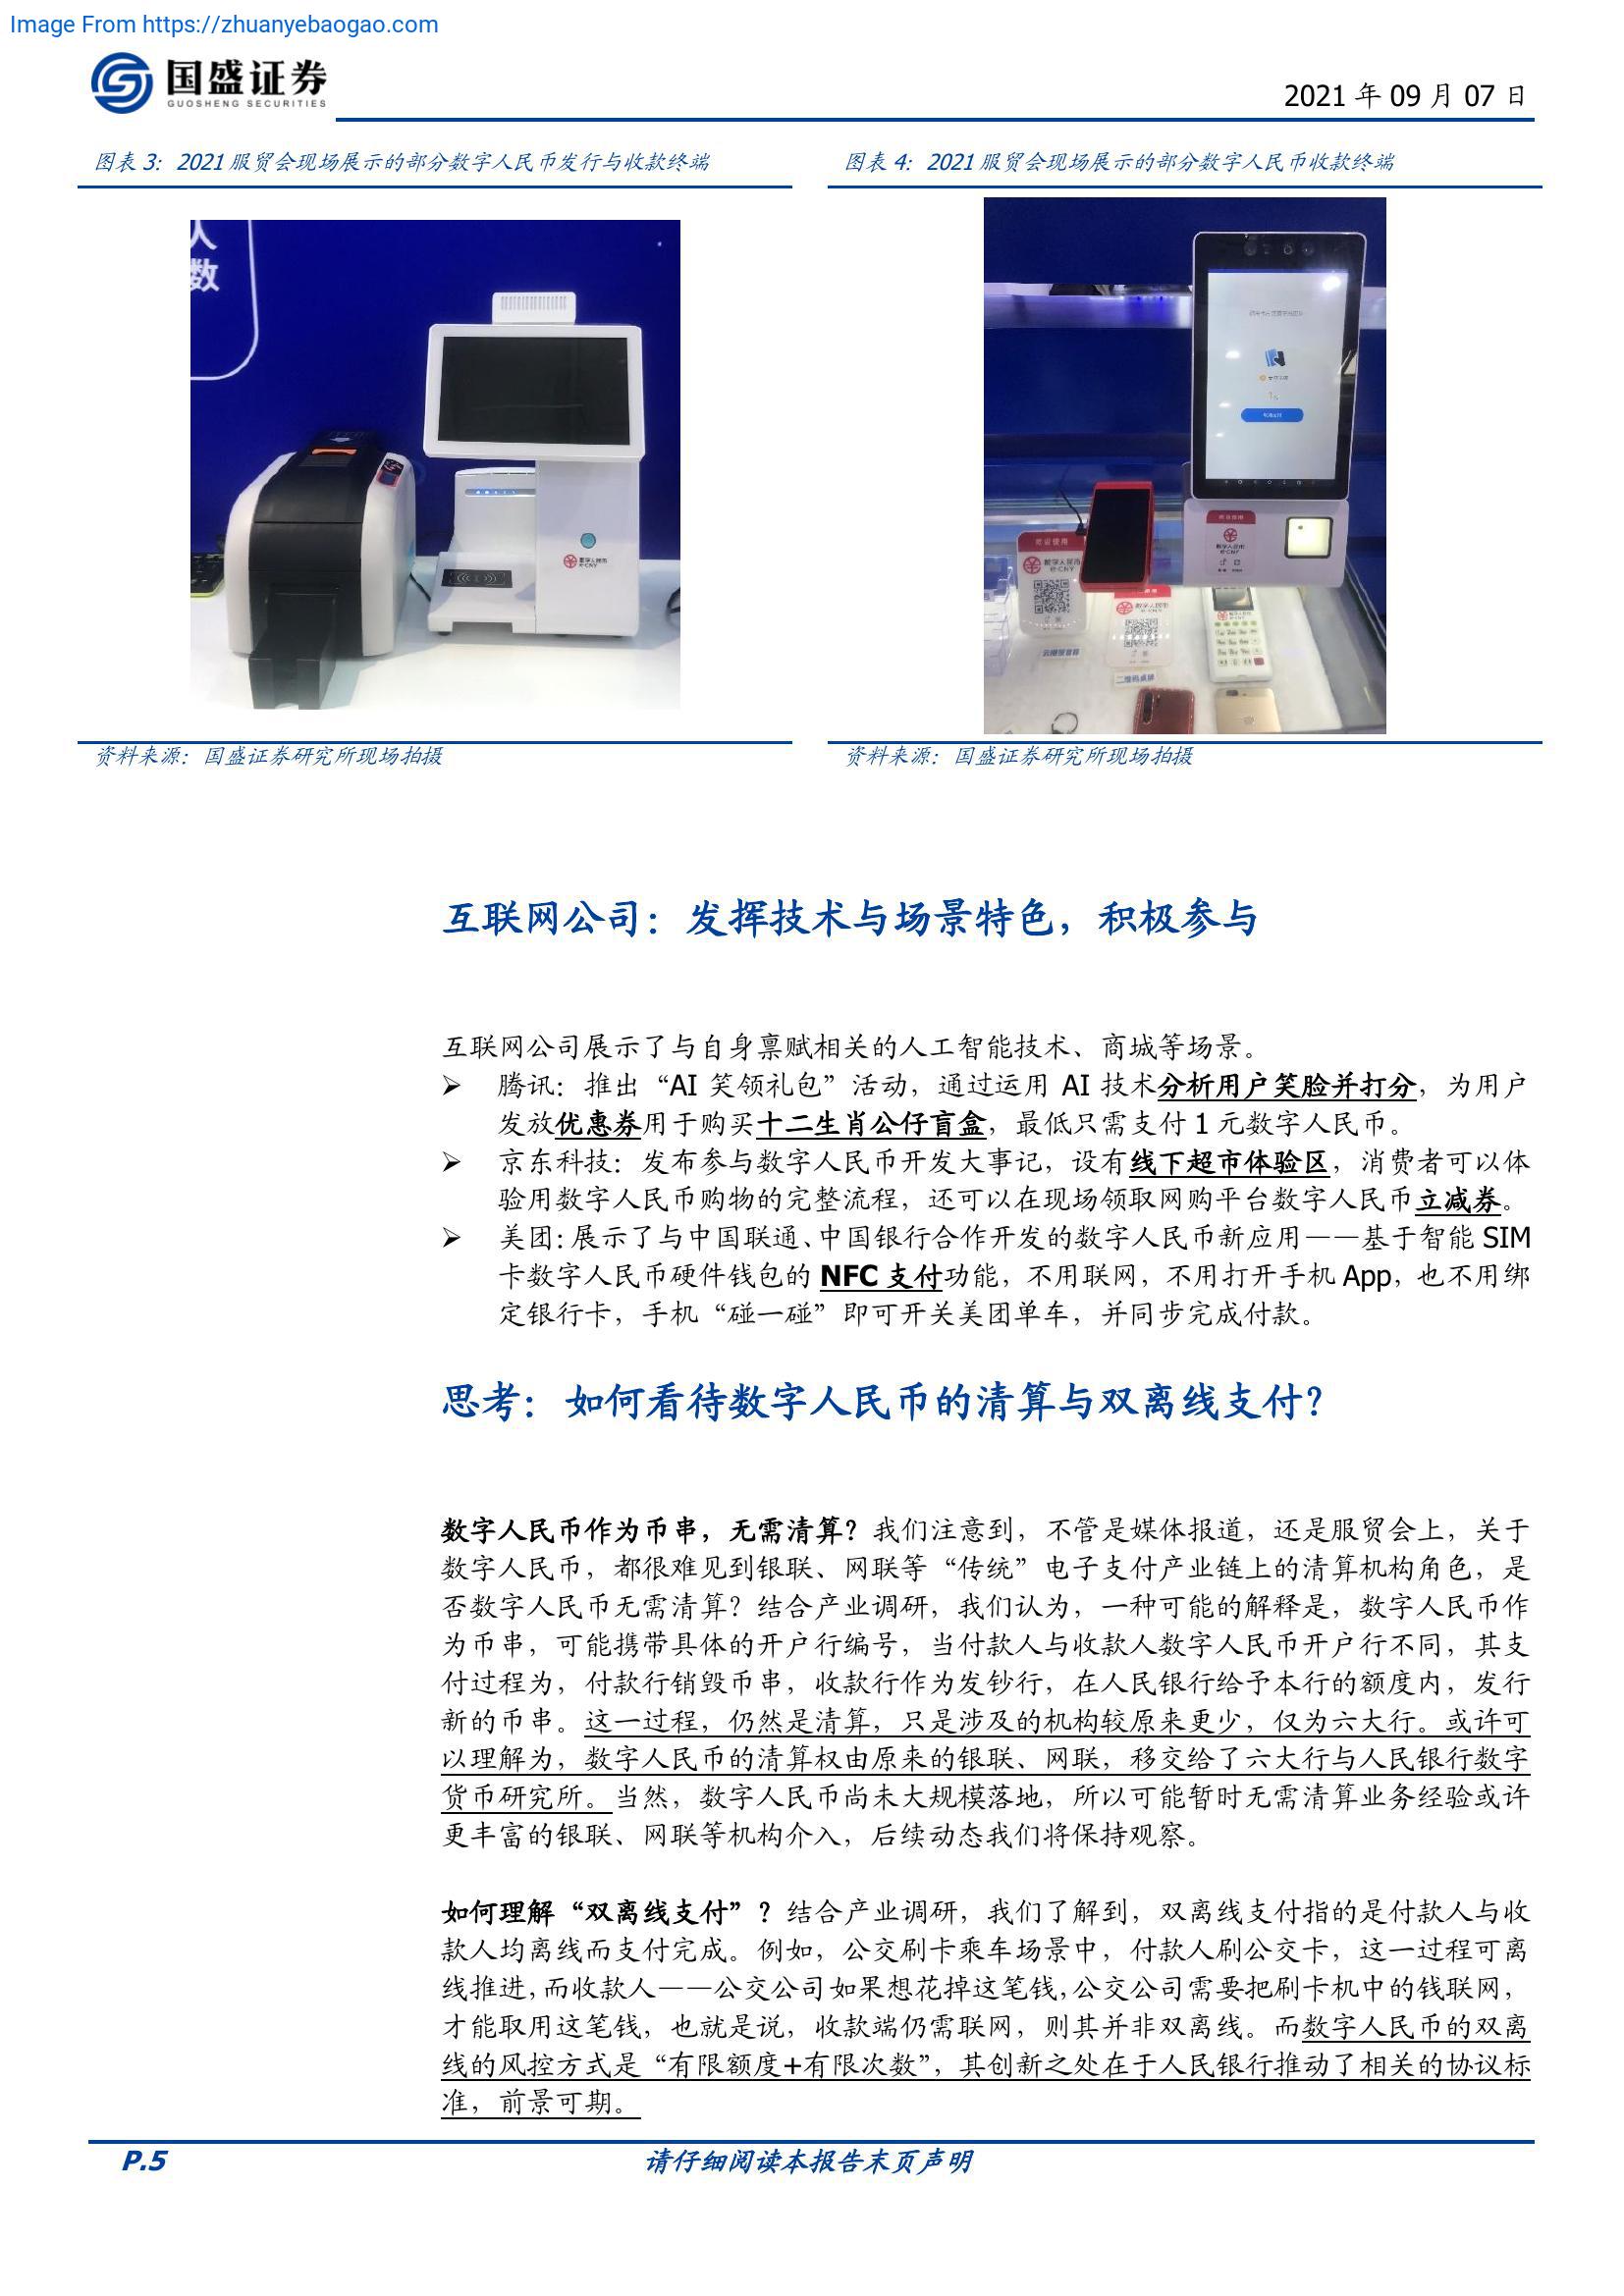 Image From https://zhuanyebaogao.com
国盛证券
GUOSHENG SECURITIES
2021 年 09 月 07 日
图表 3：2021 服贸会现场展示的部分数字人民币发行与收款终端
图表 4：2021 服贸会现场展示的部分数字人民币收款终端
人
数
数字人民币
e-CNY
欢迎使用
数字人民币
e-CNY
欢迎使用
数字人民币
e-CNY
数字人民币
二维码桌牌
资料来源：国盛证券研究所现场拍摄
资料来源：国盛证券研究所现场拍摄
互联网公司：发挥技术与场景特色，积极参与
互联网公司展示了与自身禀赋相关的人工智能技术、商城等场景。
➢ 腾讯：推出“AI 笑领礼包”活动，通过运用 AI 技术分析用户笑脸并打分，为用户
发放优惠券用于购买十二生肖公仔盲盒，最低只需支付 1 元数字人民币。
➢ 京东科技：发布参与数字人民币开发大事记，设有线下超市体验区，消费者可以体
验用数字人民币购物的完整流程，还可以在现场领取网购平台数字人民币立减券。
➢ 美团：展示了与中国联通、中国银行合作开发的数字人民币新应用——基于智能 SIM
卡数字人民币硬件钱包的 NFC 支付功能，不用联网，不用打开手机 App，也不用绑
定银行卡，手机“碰一碰”即可开关美团单车，并同步完成付款。
思考：如何看待数字人民币的清算与双离线支付？
数字人民币作为币串，无需清算？我们注意到，不管是媒体报道，还是服贸会上，关于
数字人民币，都很难见到银联、网联等“传统”电子支付产业链上的清算机构角色，是
否数字人民币无需清算？结合产业调研，我们认为，一种可能的解释是，数字人民币作
为币串，可能携带具体的开户行编号，当付款人与收款人数字人民币开户行不同，其支
付过程为，付款行销毁币串，收款行作为发钞行，在人民银行给予本行的额度内，发行
新的币串。这一过程，仍然是清算，只是涉及的机构较原来更少，仅为六大行。或许可
以理解为，数字人民币的清算权由原来的银联、网联，移交给了六大行与人民银行数字
货币研究所。当然，数字人民币尚未大规模落地，所以可能暂时无需清算业务经验或许
更丰富的银联、网联等机构介入，后续动态我们将保持观察。
如何理解“双离线支付”？结合产业调研，我们了解到，双离线支付指的是付款人与收
款人均离线而支付完成。例如，公交刷卡乘车场景中，付款人刷公交卡，这一过程可离
线推进，而收款人——公交公司如果想花掉这笔钱，公交公司需要把刷卡机中的钱联网，
才能取用这笔钱，也就是说，收款端仍需联网，则其并非双离线。而数字人民币的双离
线的风控方式是“有限额度+有限次数”，其创新之处在于人民银行推动了相关的协议标
准，前景可期。
P.5
请仔细阅读本报告末页声明